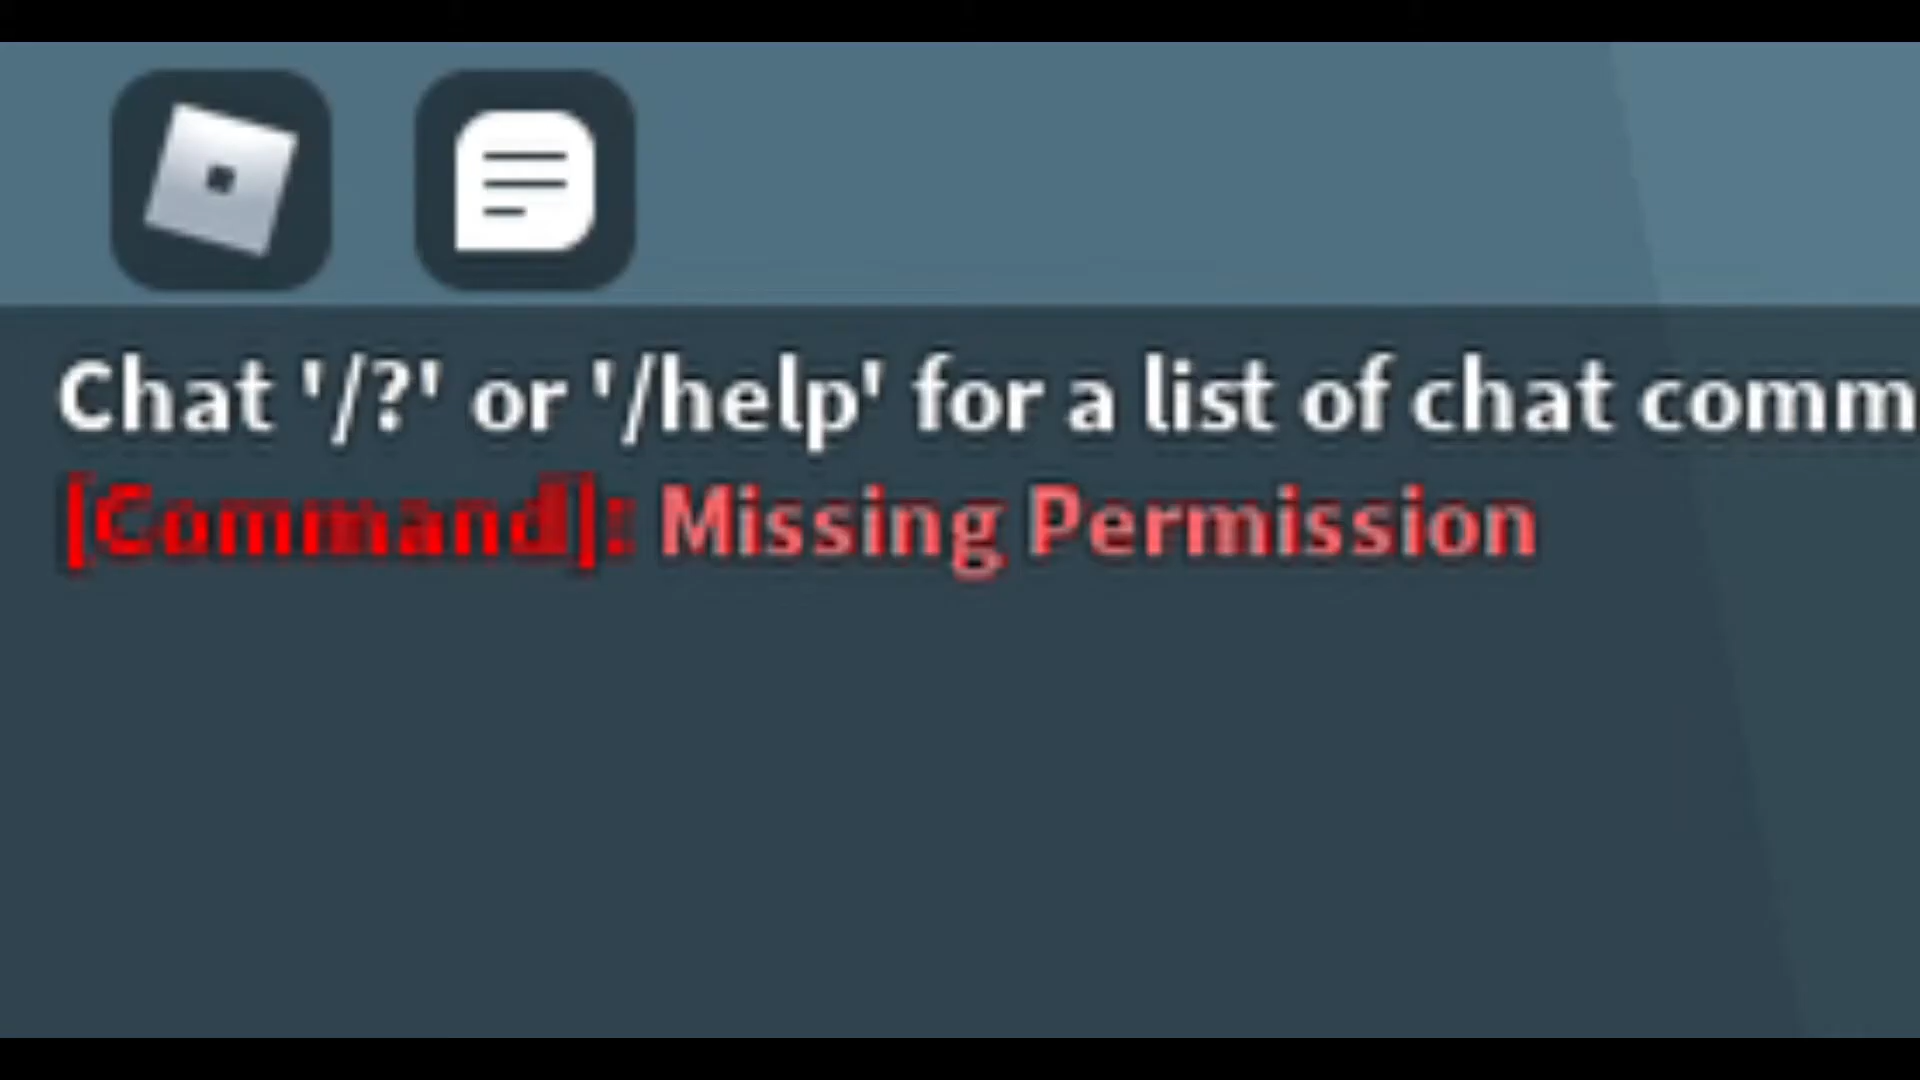 Chat '/?' or '/help' for a list of chat comm
[Command]: Missing Permission